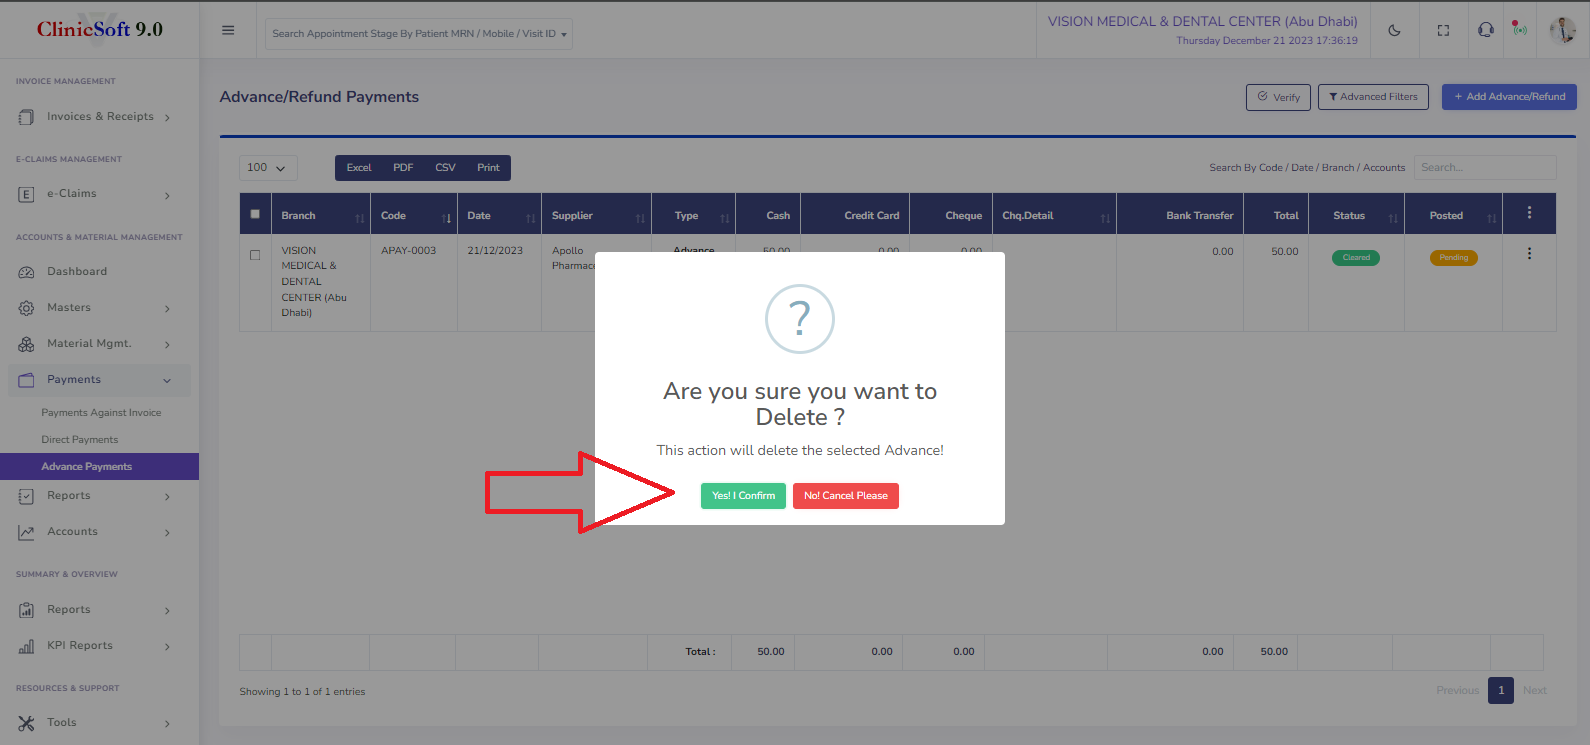 ClinicSoft 9.0
Search Appointment Stage By Patient MRN / Mobile / Visit ID
VISION MEDICAL & DENTAL CENTER (Abu Dhabi)
Thursday December 21 2023 17:36:19
INVOICE MANAGEMENT
Invoices & Receipts
E-CLAIMS MANAGEMENT
e-Claims
ACCOUNTS & MATERIAL MANAGEMENT
Dashboard
Masters
Material Mgmt.
Payments
Payments Against Invoice
Direct Payments
Advance Payments
Reports
Accounts
SUMMARY & OVERVIEW
Reports
KPI Reports
RESOURCES & SUPPORT
Tools
Advance/Refund Payments
Verify
Advanced Filters
+ Add Advance/Refund
100
Excel PDF CSV Print
Search By Code / Date / Branch / Accounts
Search...
Branch Code Date Supplier Type Cash Credit Card Cheque Chq.Detail Bank Transfer Total Status Posted
VISION APAY-0003 21/12/2023 Apollo Advance 50.00 0.00 0.00 0.00 50.00 Cleared Pending
MEDICAL &
DENTAL
CENTER (Abu
Dhabi)
?
Are you sure you want to
Delete ?
This action will delete the selected Advance!
Yes! I Confirm
No! Cancel Please
Total : 50.00 0.00 0.00 0.00 50.00
Showing 1 to 1 of 1 entries
Previous 1 Next